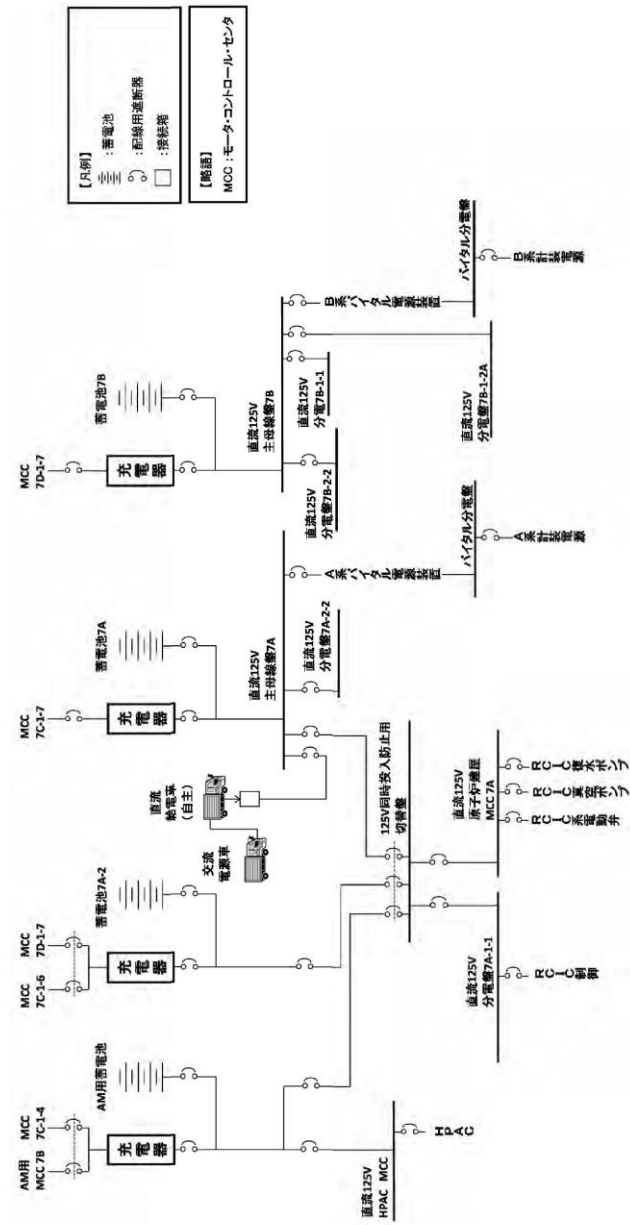 【凡例】
：蓄電池
：配線用遮断器
：接続箱
【略語】
MCC：モータ・コントロール・センタ
AM用
MCC 7B
MCC
7C-1-4
充電器
AM用蓄電池
直流125V
HPAC MCC
HPAC
MCC
7C-1-6
MCC
7D-1-7
充電器
蓄電池7A-2
交流
電源車
直流
給電車
(自主)
MCC
7C-1-7
充電器
蓄電池7A
直流125V
主母線盤7A
125V同時投入防止用
切替盤
直流125V
分電盤7A-1-1
RCIC制御
直流125V
原子炉建屋
MCC 7A
RCIC系電動弁
RCIC真空ポンプ
RCIC復水ポンプ
直流125V
分電盤7A-2-2
A系バイタル電源装置
バイタル分電盤
A系計装電源
MCC
7D-1-7
充電器
蓄電池7B
直流125V
主母線盤7B
直流125V
分電盤7B-2-2
直流125V
分電7B-1-1
直流125V
分電盤7B-1-2A
B系バイタル電源装置
バイタル分電盤
B系計装電源